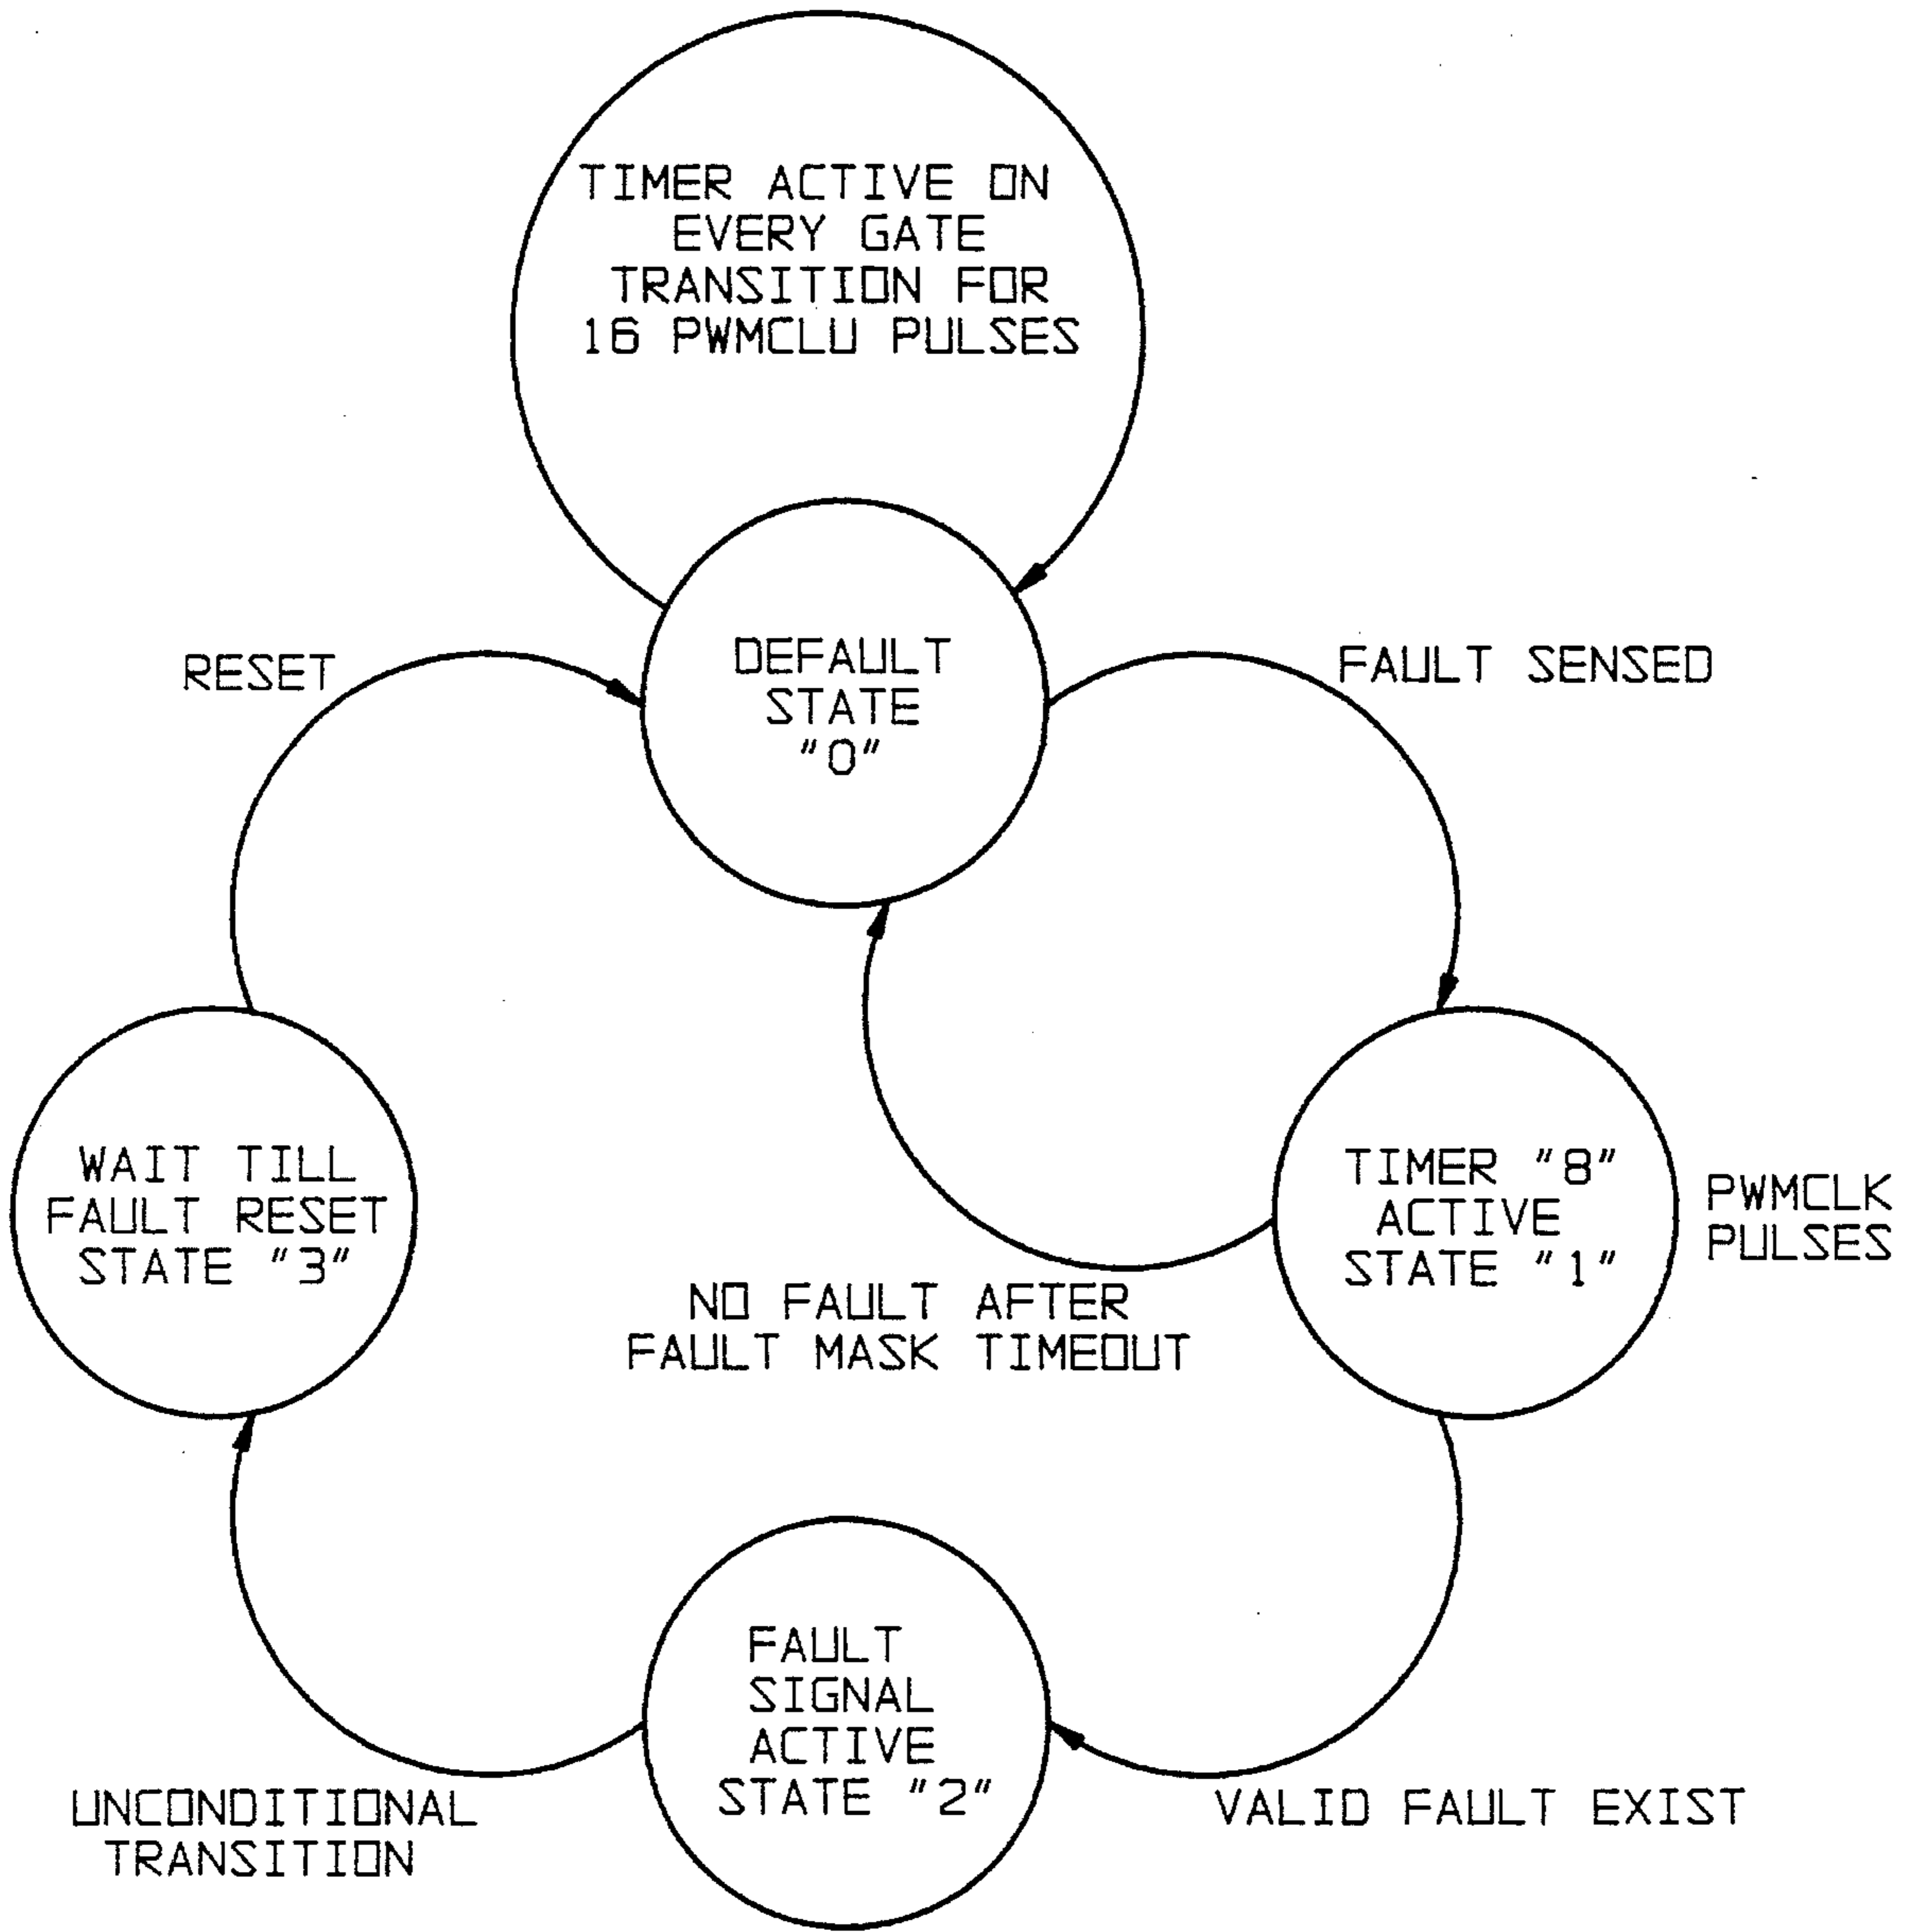 TIMER ACTIVE ON
EVERY GATE
TRANSITION FOR
16 PWMCLU PULSES
RESET
DEFAULT
STATE
"0"
FAULT SENSED
WAIT TILL
FAULT RESET
STATE "3"
TIMER "8"
ACTIVE
STATE "1"
PWMCLK
PULSES
NO FAULT AFTER
FAULT MASK TIMEOUT
FAULT
SIGNAL
ACTIVE
STATE "2"
UNCONDITIONAL
TRANSITION
VALID FAULT EXIST